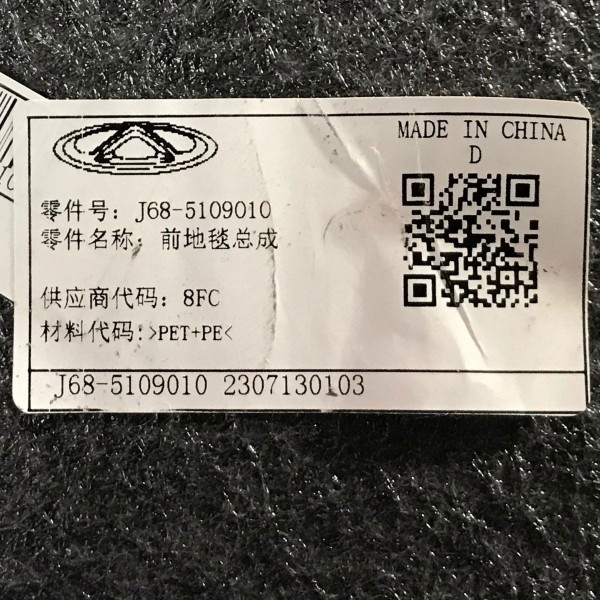 MADE IN CHINA
D
零件号: J68-5109010
零件名称: 前地毯总成
供应商代码: 8FC
材料代码:>PET+PE<
J68-5109010 2307130103